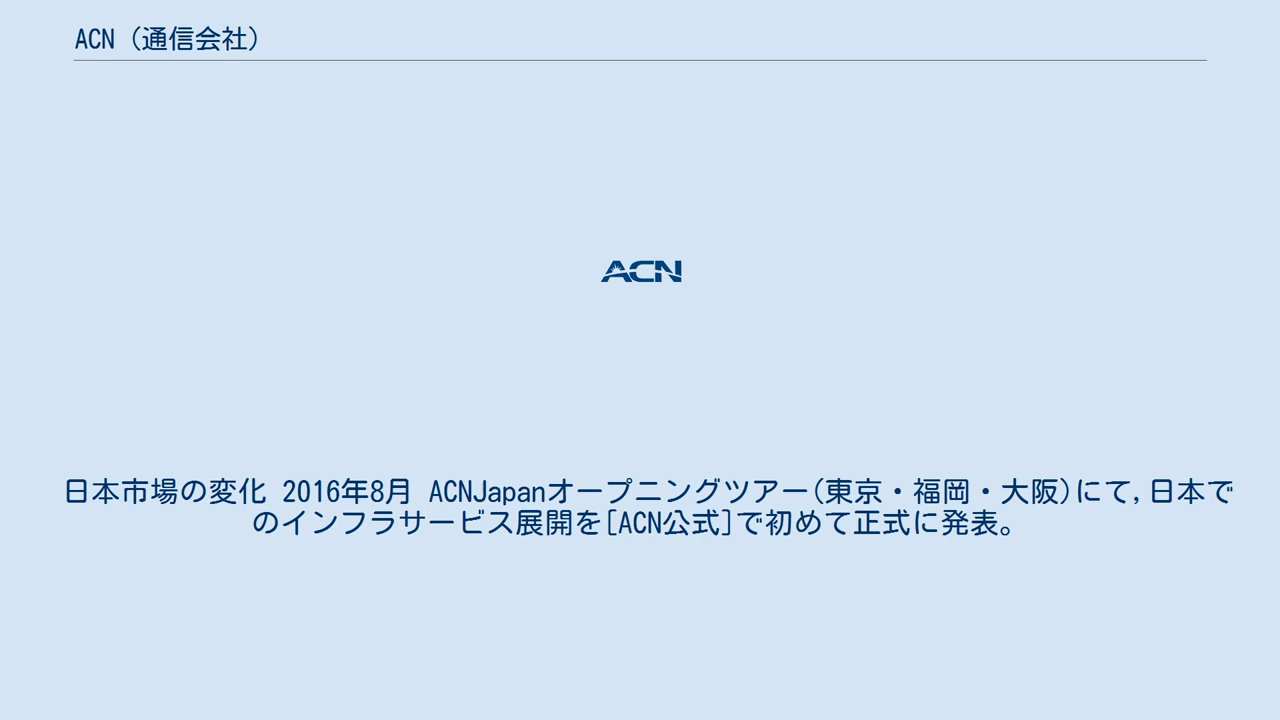 ACN（通信会社）
ACN
日本市場の変化 2016年8月 ACNJapanオープニングツアー(東京・福岡・大阪)にて,日本で
のインフラサービス展開を[ACN公式]で初めて正式に発表。